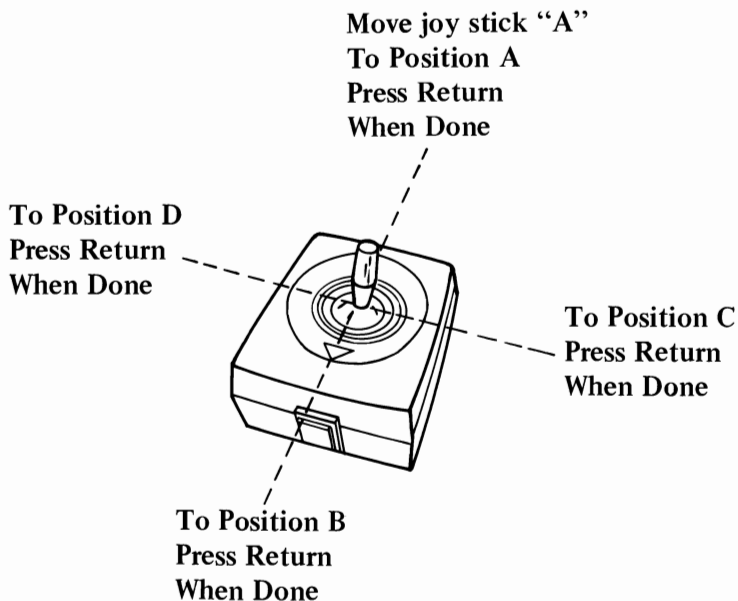 Move joy stick “A”
To Position A
Press Return
When Done
To Position D
Press Return
When Done
To Position C
Press Return
When Done
To Position B
Press Return
When Done